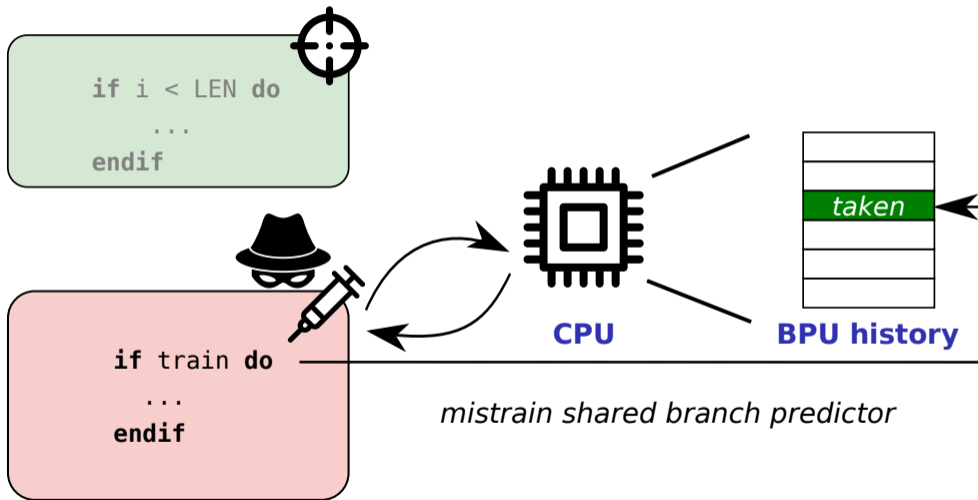 if i < LEN do
...
endif
taken
CPU
BPU history
if train do
...
endif
mistrain shared branch predictor